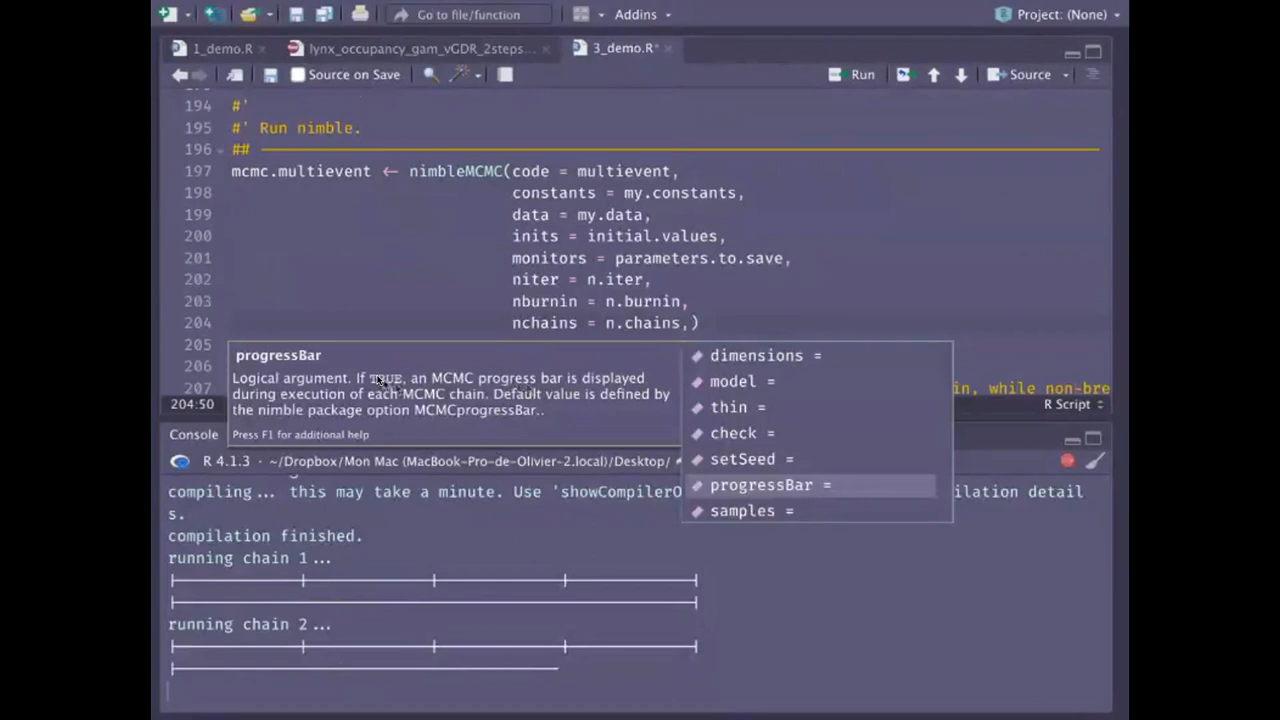 Go to file/function
Addins
Project: (None)
1_demo.R
lynx_occupancy_gam_vGDR_2steps...
3_demo.R*
Source on Save
Run
Source
194 #'
195 #' Run nimble.
196 ##
197 mcmc.multievent ← nimbleMCMC(code = multievent,
198 constants = my.constants,
199 data = my.data,
200 inits = initial.values,
201 monitors = parameters.to.save,
202 niter = n.iter,
203 nburnin = n.burnin,
204 nchains = n.chains,)
205
206
207 in, while non-bre
204:50
R Script
progressBar
Logical argument. If TRUE, an MCMC progress bar is displayed
during execution of each MCMC chain. Default value is defined by
the nimble package option MCMCprogressBar..
Press F1 for additional help
dimensions =
model =
thin =
check =
setSeed =
progressBar =
samples =
Console
R 4.1.3 · ~/Dropbox/Mon Mac (MacBook-Pro-de-Olivier-2.local)/Desktop/
compiling... this may take a minute. Use 'showCompilerO
ilation detail
s.
compilation finished.
running chain 1...
running chain 2...